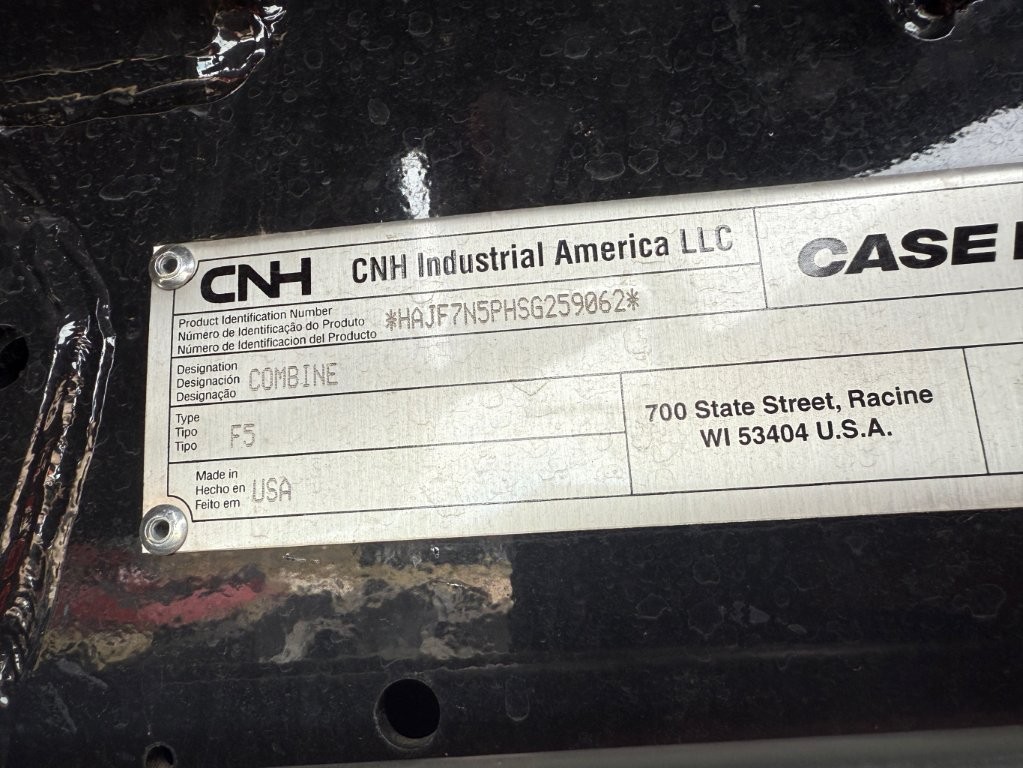 CNH CNH Industrial America LLC CASE
Product Identification Number
Número de Identificação do Produto *HAJF7N5PHSG259062*
Número de Identificacion del Producto
Designation
Designación COMBINE
Designação
Type
Tipo F5
Tipo
Made in
Hecho en USA
Feito em
700 State Street, Racine
WI 53404 U.S.A.